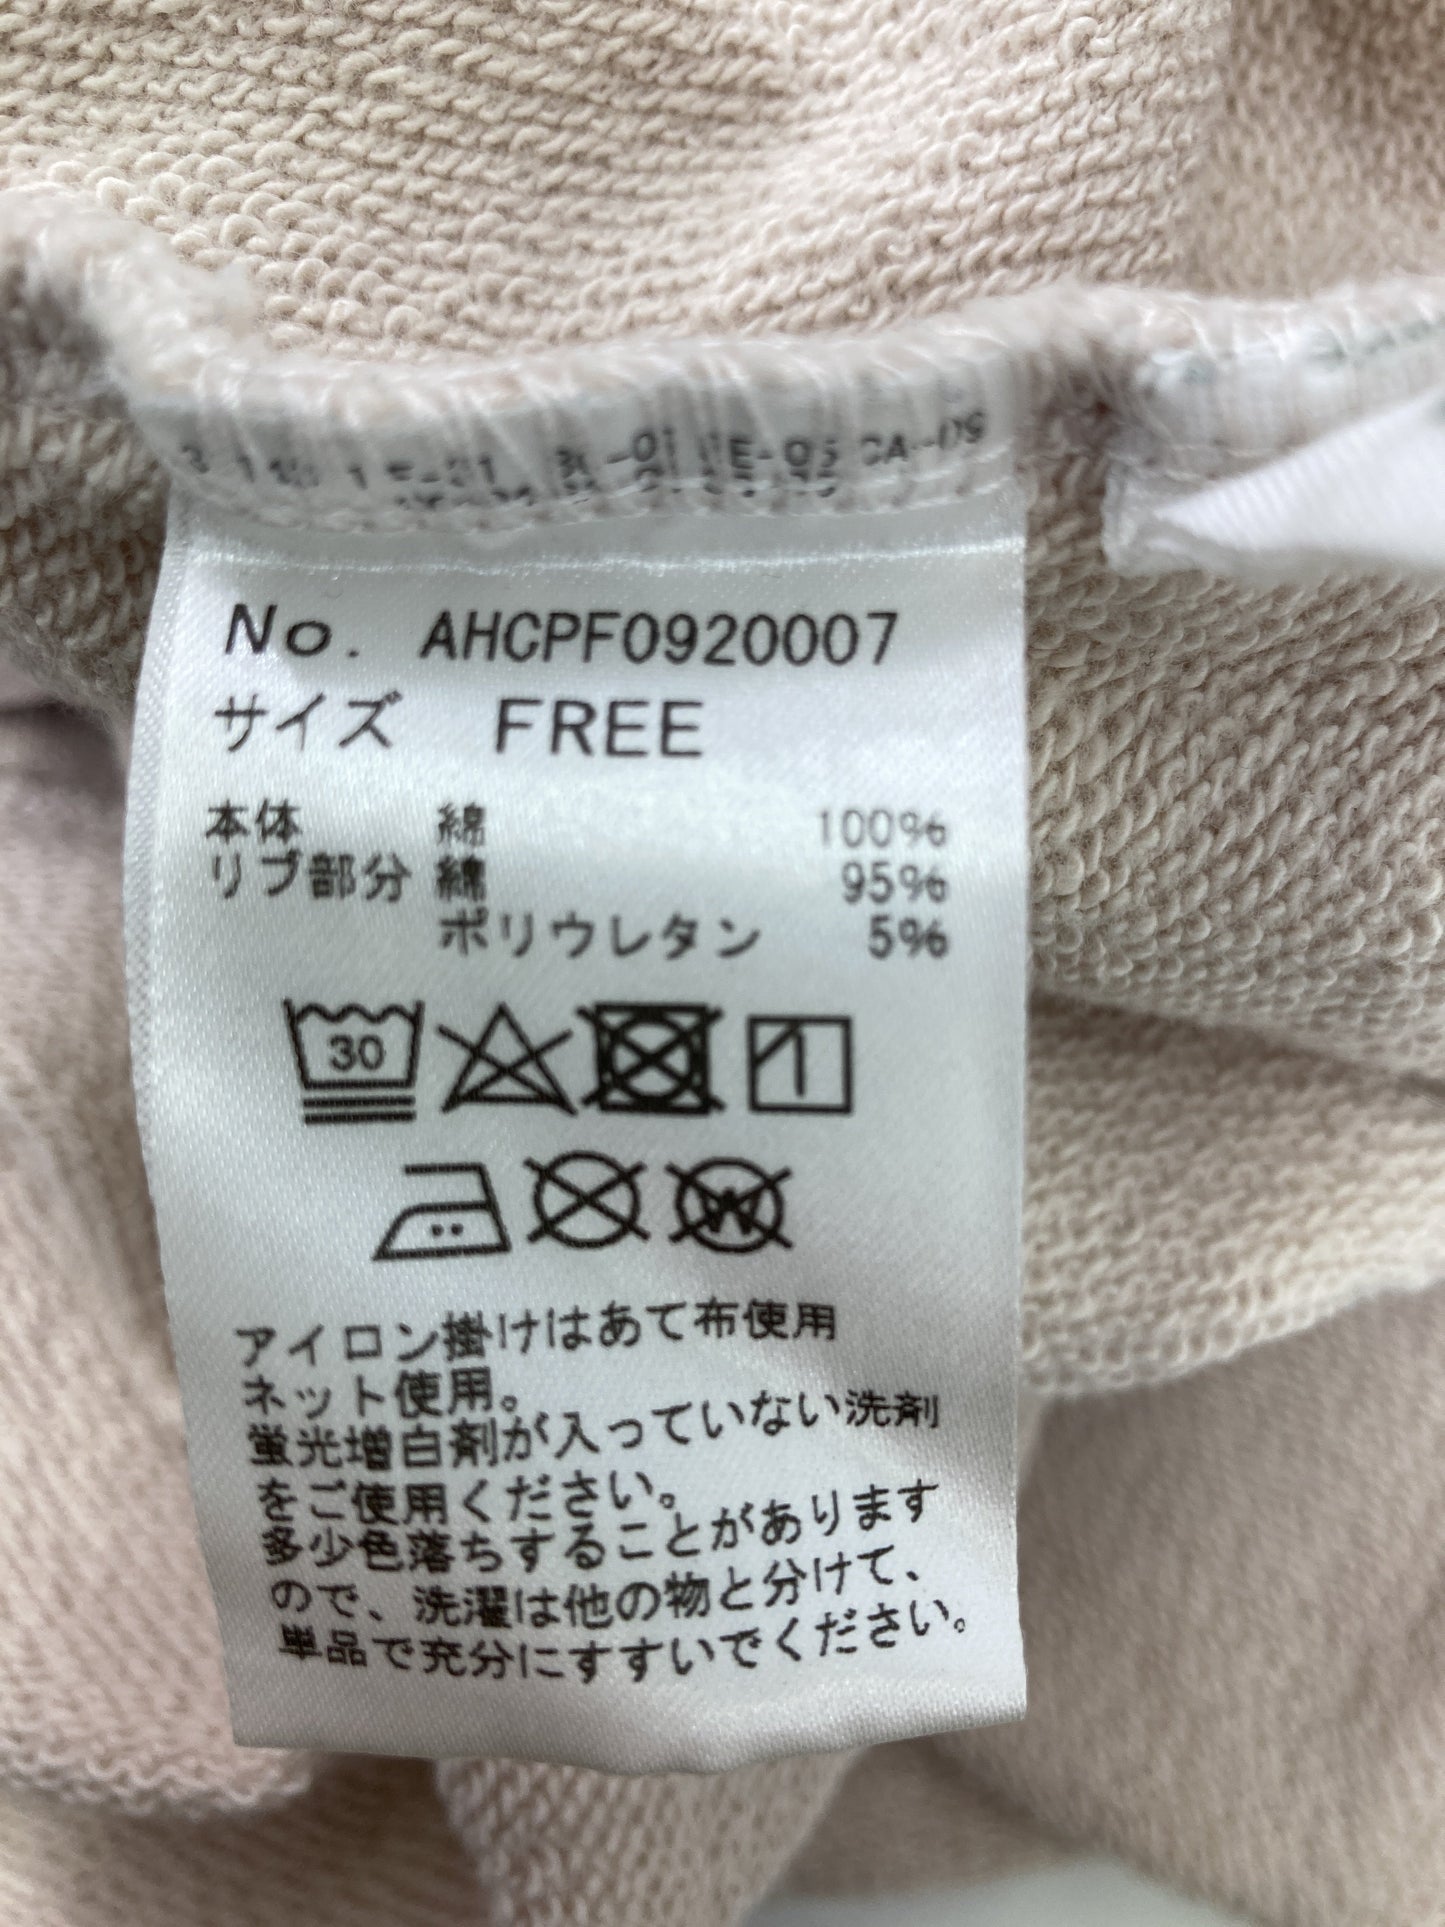 No. AHCPF0920007
サイズ FREE
本体 綿 100%
リブ部分 綿 95%
ポリウレタン 5%
30
W
アイロン掛けはあて布使用
ネット使用。
蛍光増白剤が入っていない洗剤
をご使用ください。
多少色落ちすることがあります
ので、洗濯は他の物と分けて、
単品で充分にすすいでください。